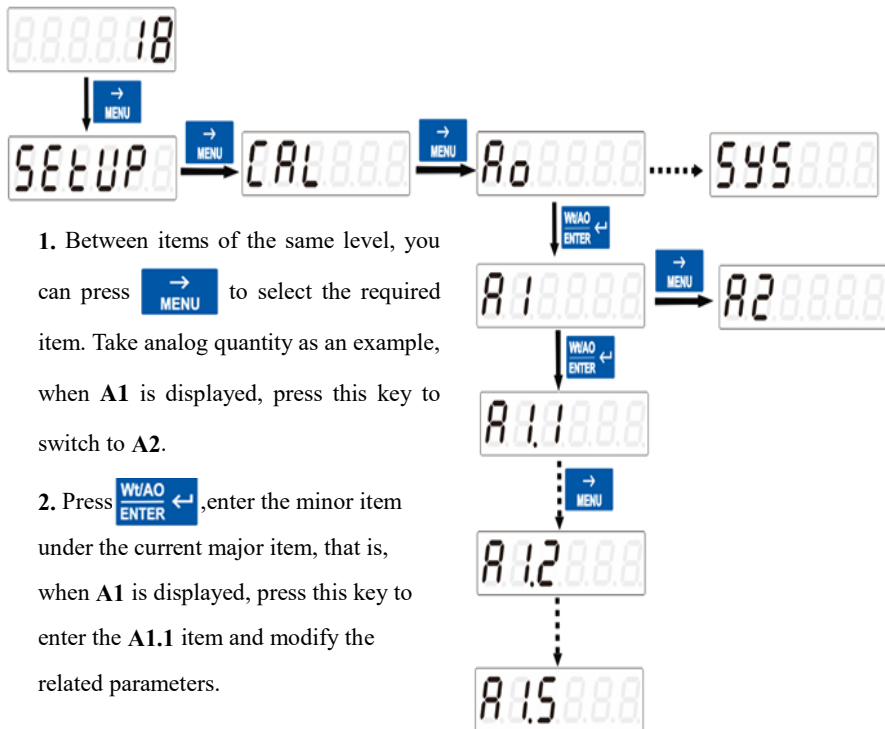 18
→
MENU
SETUP
→
MENU
CAL
→
MENU
Ao
SYS
Wt/AO
ENTER ↵
A1
→
MENU
A2
Wt/AO
ENTER ↵
A1.1
→
MENU
A1.2
A1.5
1. Between items of the same level, you
can press → MENU to select the required
item. Take analog quantity as an example,
when A1 is displayed, press this key to
switch to A2.
2. Press Wt/AO ENTER ↵ ,enter the minor item
under the current major item, that is,
when A1 is displayed, press this key to
enter the A1.1 item and modify the
related parameters.